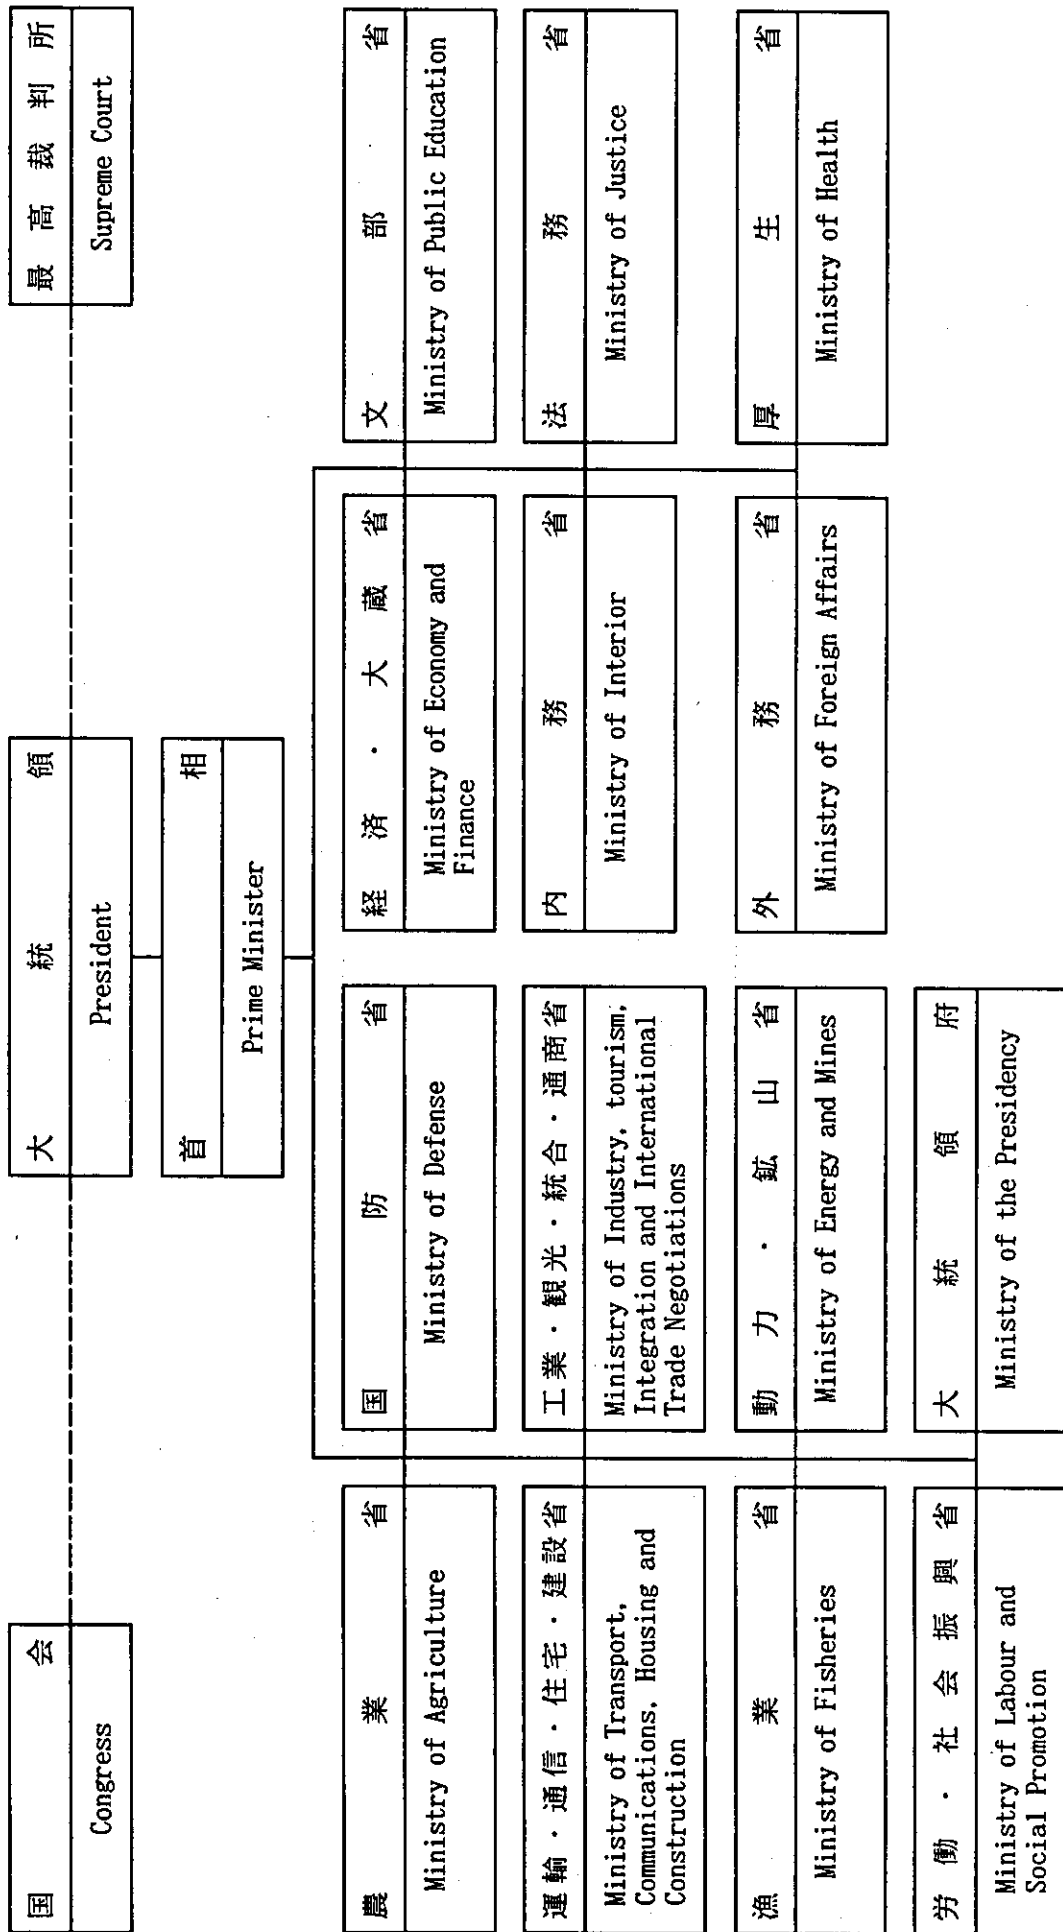 国会
Congress
大統領
President
最高裁判所
Supreme Court
首相
Prime Minister
農業省
Ministry of Agriculture
国防省
Ministry of Defense
経済・大蔵省
Ministry of Economy and
Finance
文部省
Ministry of Public Education
運輸・通信・住宅・建設省
Ministry of Transport,
Communications, Housing and
Construction
工業・観光・統合・通商省
Ministry of Industry, tourism,
Integration and International
Trade Negotiations
内務省
Ministry of Interior
法務省
Ministry of Justice
漁業省
Ministry of Fisheries
動力・鉱山省
Ministry of Energy and Mines
外務省
Ministry of Foreign Affairs
厚生省
Ministry of Health
労働・社会振興省
Ministry of Labour and
Social Promotion
大統領府
Ministry of the Presidency